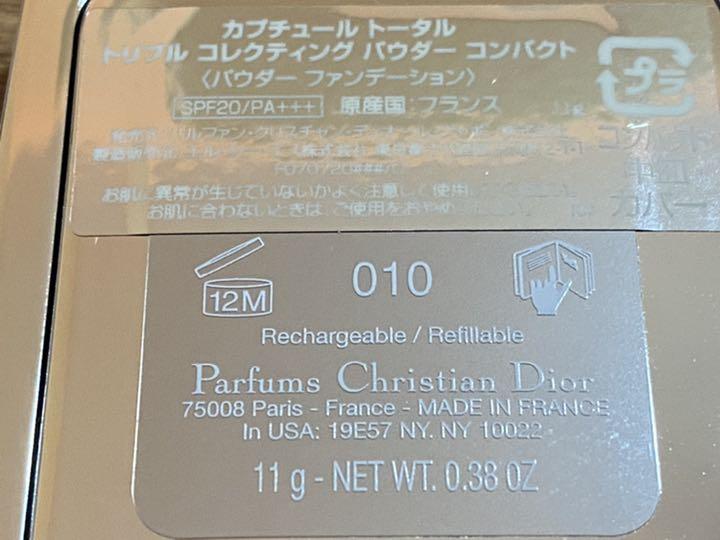 カプチュール トータル
トリプル コレクティング パウダー コンパクト
〈パウダー ファンデーション〉
SPF20/PA+++ 原産国:フランス 11g
プラ
コンパクト
中皿
カバー
お肌に異常が生じていないかよく注意して使用
お肌に合わないときは、ご使用をおやめ
12M
010
Rechargeable / Refillable
Parfums Christian Dior
75008 Paris - France - MADE IN FRANCE
In USA: 19E57 NY. NY 10022
11 g - NET WT. 0.38 OZ